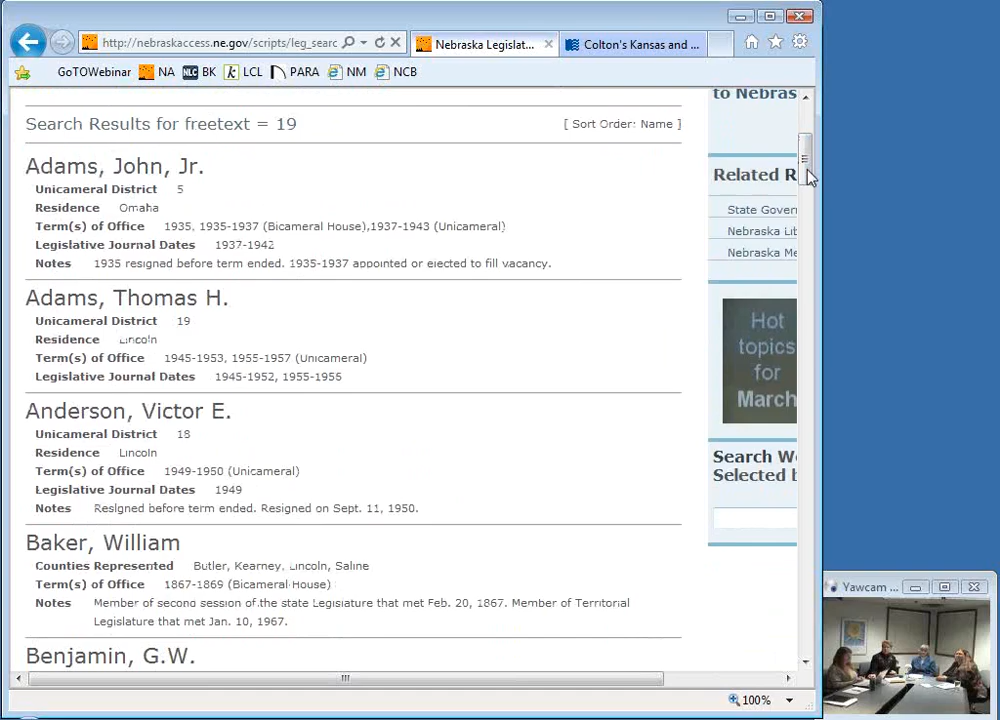 http://nebraskaccess.ne.gov/scripts/leg_searc
Nebraska Legislat...
Colton's Kansas and ...
GoTOWebinar NA NLC BK k LCL PARA NM NCB
to Nebras
Search Results for freetext = 19
[ Sort Order: Name ]
Adams, John, Jr.
Unicameral District 5
Residence Omaha
Term(s) of Office 1935, 1935-1937 (Bicameral House),1937-1943 (Unicameral)
Legislative Journal Dates 1937-1942
Notes 1935 resigned before term ended. 1935-1937 appointed or elected to fill vacancy.
Adams, Thomas H.
Unicameral District 19
Residence Lincoln
Term(s) of Office 1945-1953, 1955-1957 (Unicameral)
Legislative Journal Dates 1945-1952, 1955-1955
Anderson, Victor E.
Unicameral District 18
Residence Lincoln
Term(s) of Office 1949-1950 (Unicameral)
Legislative Journal Dates 1949
Notes Resigned before term ended. Resigned on Sept. 11, 1950.
Baker, William
Counties Represented Butler, Kearney, Lincoln, Saline
Term(s) of Office 1867-1869 (Bicameral House)
Notes Member of second session of the state Legislature that met Feb. 20, 1867. Member of Territorial
Legislature that met Jan. 10, 1967.
Benjamin, G.W.
Related R
State Govern
Nebraska Lib
Nebraska Me
Hot
topics
for
March
Search We
Selected b
100%
Yawcam ...